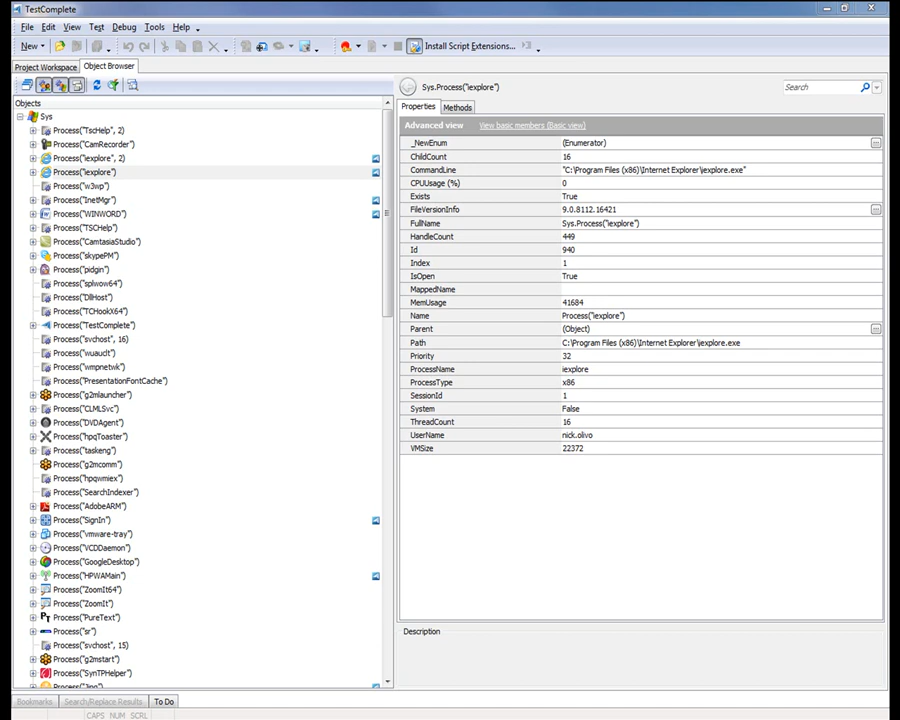 TestComplete
File Edit View Test Debug Tools Help
New Install Script Extensions...
Project Workspace Object Browser
Sys.Process("iexplore") Search
Objects Properties Methods
Sys
Advanced view View basic members (Basic view)
Process("TscHelp", 2)
Process("CamRecorder")
Process("iexplore", 2)
Process("iexplore")
Process("w3wp")
Process("InetMgr")
Process("WINWORD")
Process("TSCHelp")
Process("CamtasiaStudio")
Process("skypePM")
Process("pidgin")
Process("splwow64")
Process("DllHost")
Process("TCHookX64")
Process("TestComplete")
Process("svchost", 16)
Process("wuauclt")
Process("wmpnetwk")
Process("PresentationFontCache")
Process("g2mlauncher")
Process("CLMLSvc")
Process("DVDAgent")
Process("hpqToaster")
Process("taskeng")
Process("g2mcomm")
Process("hpqwmiex")
Process("SearchIndexer")
Process("AdobeARM")
Process("SignIn")
Process("vmware-tray")
Process("VCDDaemon")
Process("GoogleDesktop")
Process("HPWAMain")
Process("ZoomIt64")
Process("ZoomIt")
Process("PureText")
Process("sr")
Process("svchost", 15)
Process("g2mstart")
Process("SynTPHelper")
Process("Jing")
_NewEnum (Enumerator)
ChildCount 16
CommandLine "C:\Program Files (x86)\Internet Explorer\iexplore.exe"
CPUUsage (%) 0
Exists True
FileVersionInfo 9.0.8112.16421
FullName Sys.Process("iexplore")
HandleCount 449
Id 940
Index 1
IsOpen True
MappedName
MemUsage 41684
Name Process("iexplore")
Parent (Object)
Path C:\Program Files (x86)\Internet Explorer\iexplore.exe
Priority 32
ProcessName iexplore
ProcessType x86
SessionId 1
System False
ThreadCount 16
UserName nick.olivo
VMSize 22372
Description
Bookmarks Search/Replace Results To Do
CAPS NUM SCRL